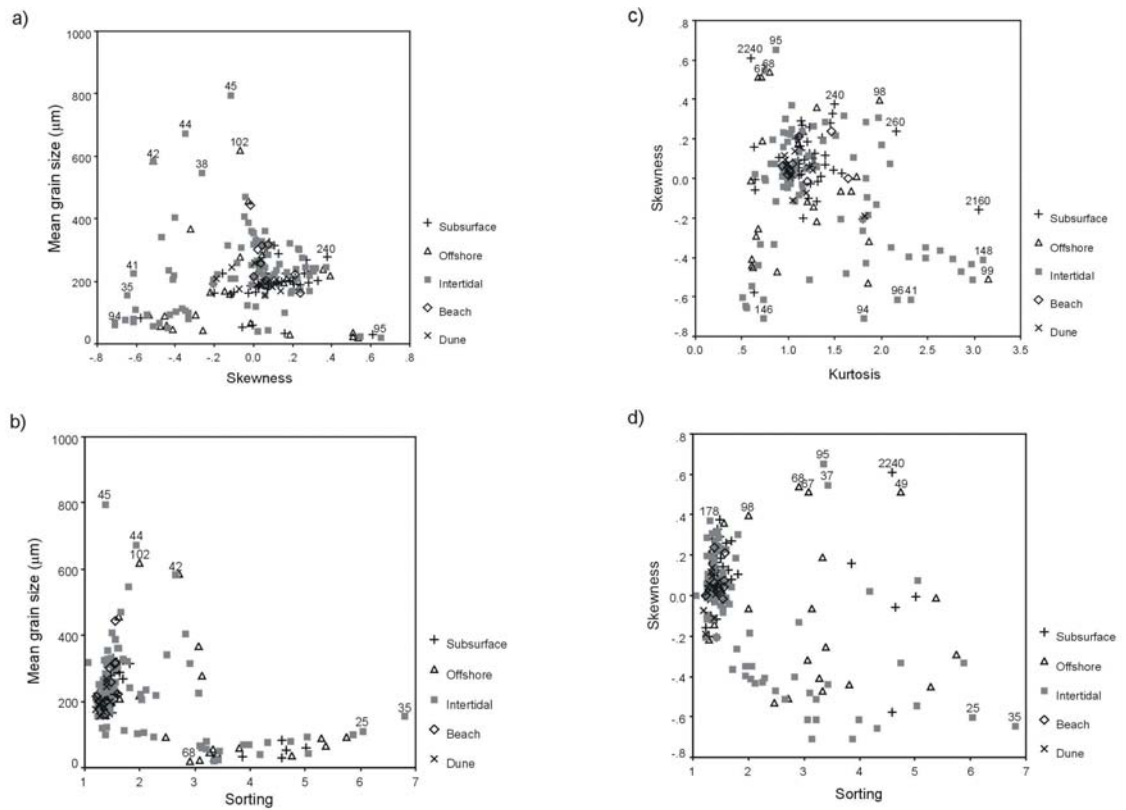 a)
1000
800
600
400
200
0
-.8 -.6 -.4 -.2 0.0 .2 .4 .6 .8
Mean grain size (µm)
Skewness
45
44
42
38
102
41
35
94
240
95
Subsurface
Offshore
Intertidal
Beach
Dune
b)
1000
800
600
400
200
0
1 2 3 4 5 6 7
Mean grain size (µm)
Sorting
45
44
102
42
68
25
35
Subsurface
Offshore
Intertidal
Beach
Dune
c)
.8
.6
.4
.2
0.0
-.2
-.4
-.6
-.8
0.0 .5 1.0 1.5 2.0 2.5 3.0 3.5
Skewness
Kurtosis
2240
95
68
240
98
260
2160
148
99
96 41
146
94
Subsurface
Offshore
Intertidal
Beach
Dune
d)
.8
.6
.4
.2
0.0
-.2
-.4
-.6
-.8
1 2 3 4 5 6 7
Skewness
Sorting
95
2240
68
67
37
49
178
98
25
35
Subsurface
Offshore
Intertidal
Beach
Dune